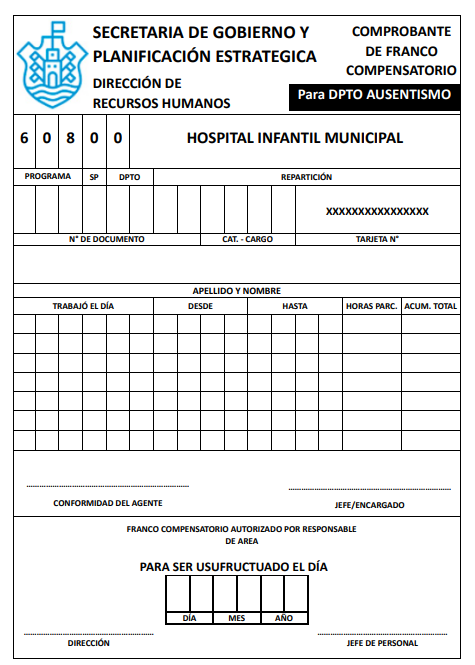 SECRETARIA DE GOBIERNO Y
PLANIFICACIÓN ESTRATEGICA
DIRECCIÓN DE
RECURSOS HUMANOS
COMPROBANTE
DE FRANCO
COMPENSATORIO
Para DPTO AUSENTISMO
6 0 8 0 0 HOSPITAL INFANTIL MUNICIPAL
PROGRAMA SP DPTO REPARTICIÓN
XXXXXXXXXXXXXXXX
N° DE DOCUMENTO CAT. - CARGO TARJETA N°
APELLIDO Y NOMBRE
TRABAJÓ EL DÍA DESDE HASTA HORAS PARC. ACUM. TOTAL
CONFORMIDAD DEL AGENTE JEFE/ENCARGADO
FRANCO COMPENSATORIO AUTORIZADO POR RESPONSABLE
DE AREA
PARA SER USUFRUCTUADO EL DÍA
DÍA MES AÑO
DIRECCIÓN JEFE DE PERSONAL